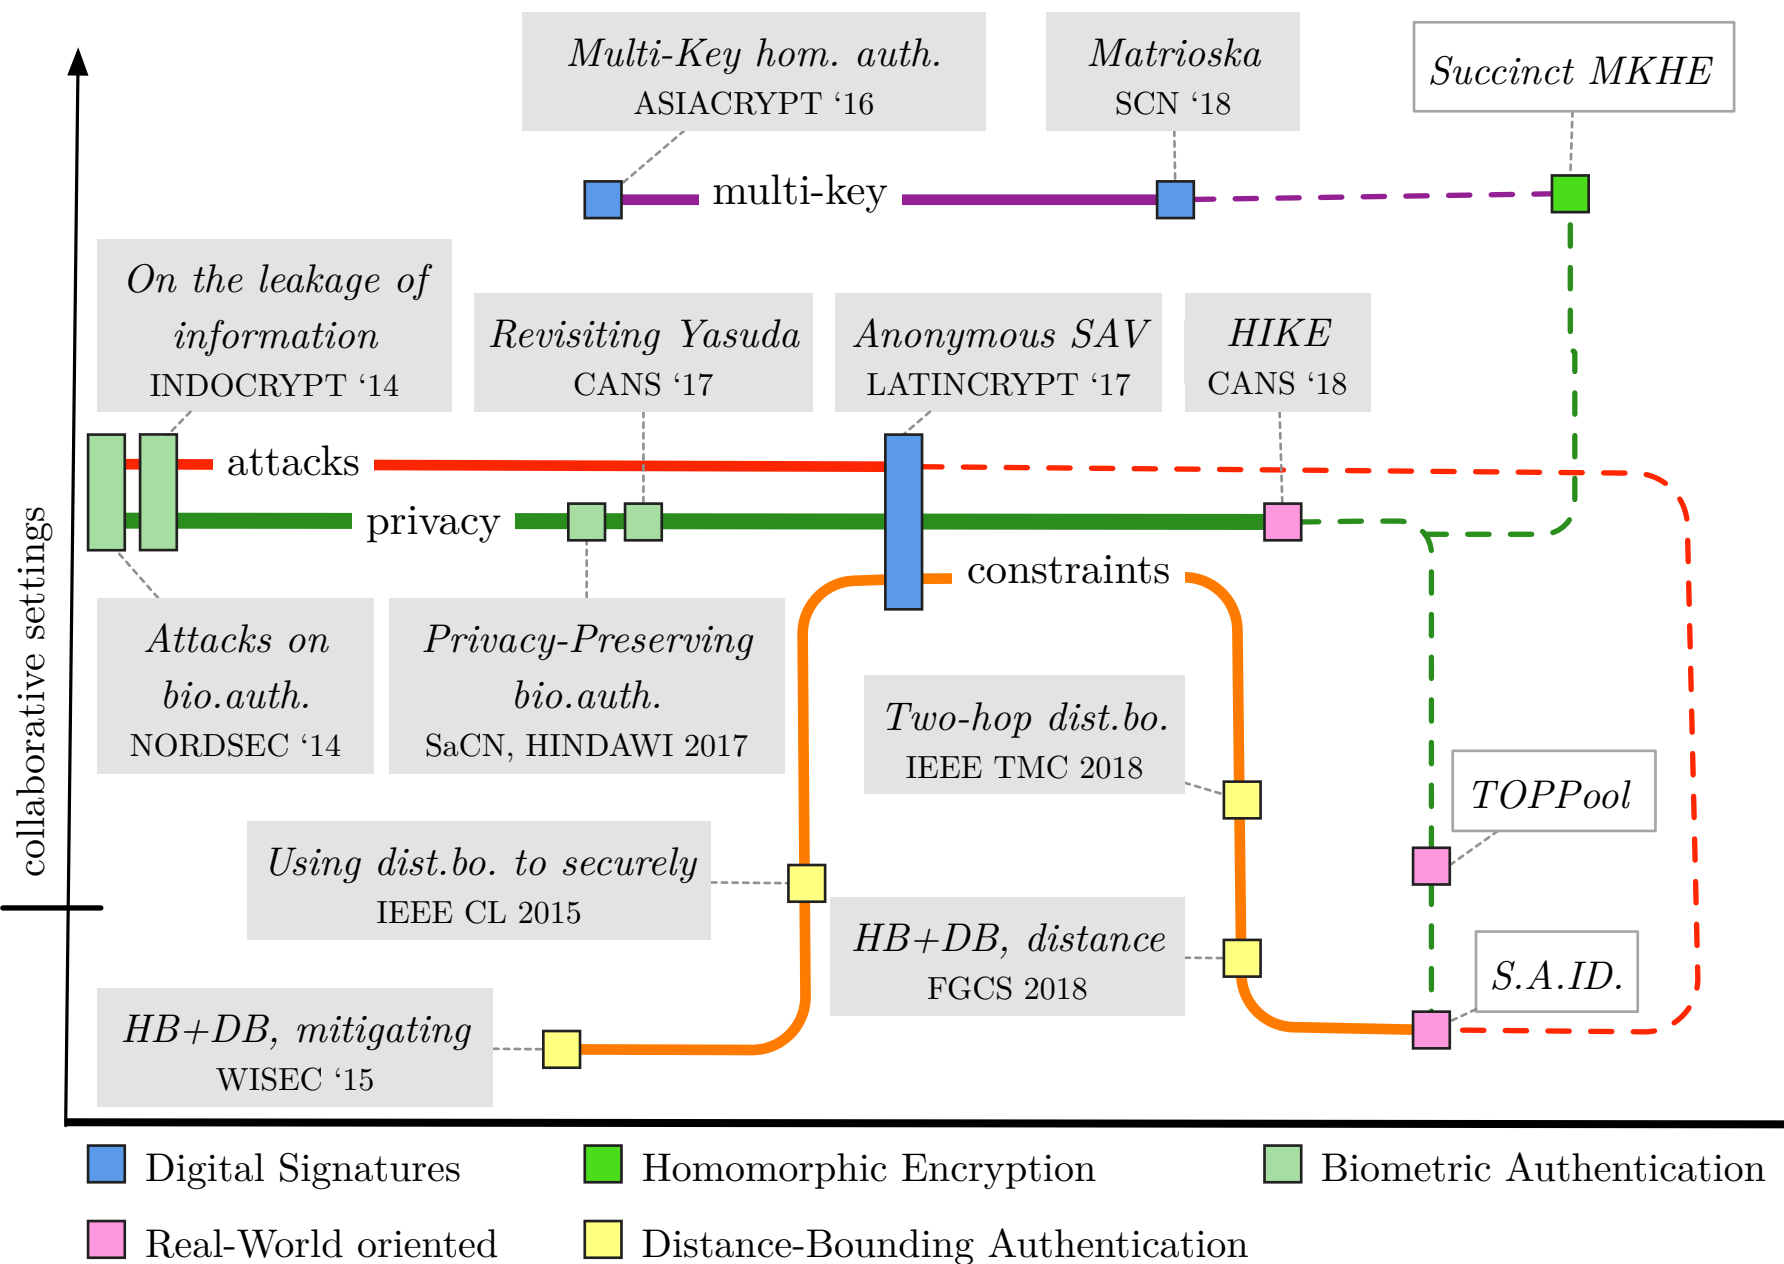 Multi-Key hom. auth.
ASIACRYPT ‘16
Matrioska
SCN ‘18
Succinct MKHE
multi-key
On the leakage of
information
INDOCRYPT ‘14
Revisiting Yasuda
CANS ‘17
Anonymous SAV
LATINCRYPT ‘17
HIKE
CANS ‘18
attacks
privacy
constraints
collaborative settings
Attacks on
bio.auth.
NORDSEC ‘14
Privacy-Preserving
bio.auth.
SaCN, HINDAWI 2017
Two-hop dist.bo.
IEEE TMC 2018
TOPPool
Using dist.bo. to securely
IEEE CL 2015
HB+DB, distance
FGCS 2018
S.A.ID.
HB+DB, mitigating
WISEC ‘15
Digital Signatures
Homomorphic Encryption
Biometric Authentication
Real-World oriented
Distance-Bounding Authentication